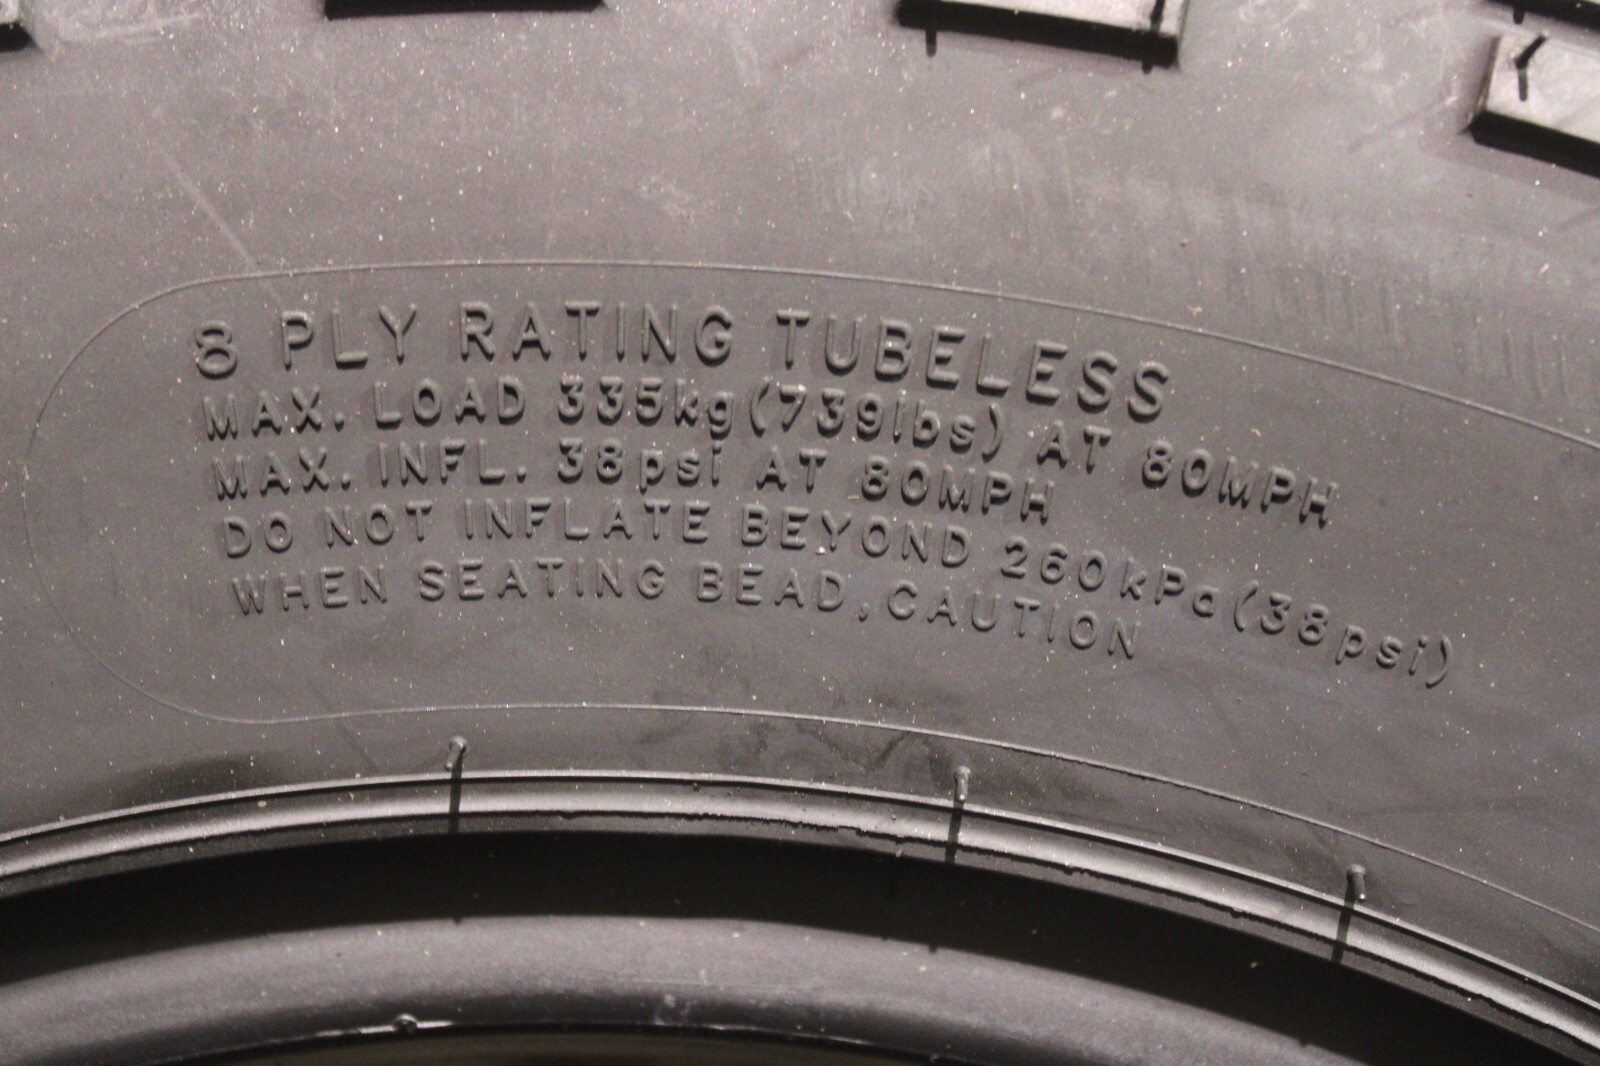 8 PLY RATING TUBELESS
MAX. LOAD 335kg(739lbs) AT 80MPH
MAX. INFL. 38psi AT 80MPH
DO NOT INFLATE BEYOND 260kPa(38psi)
WHEN SEATING BEAD, CAUTION